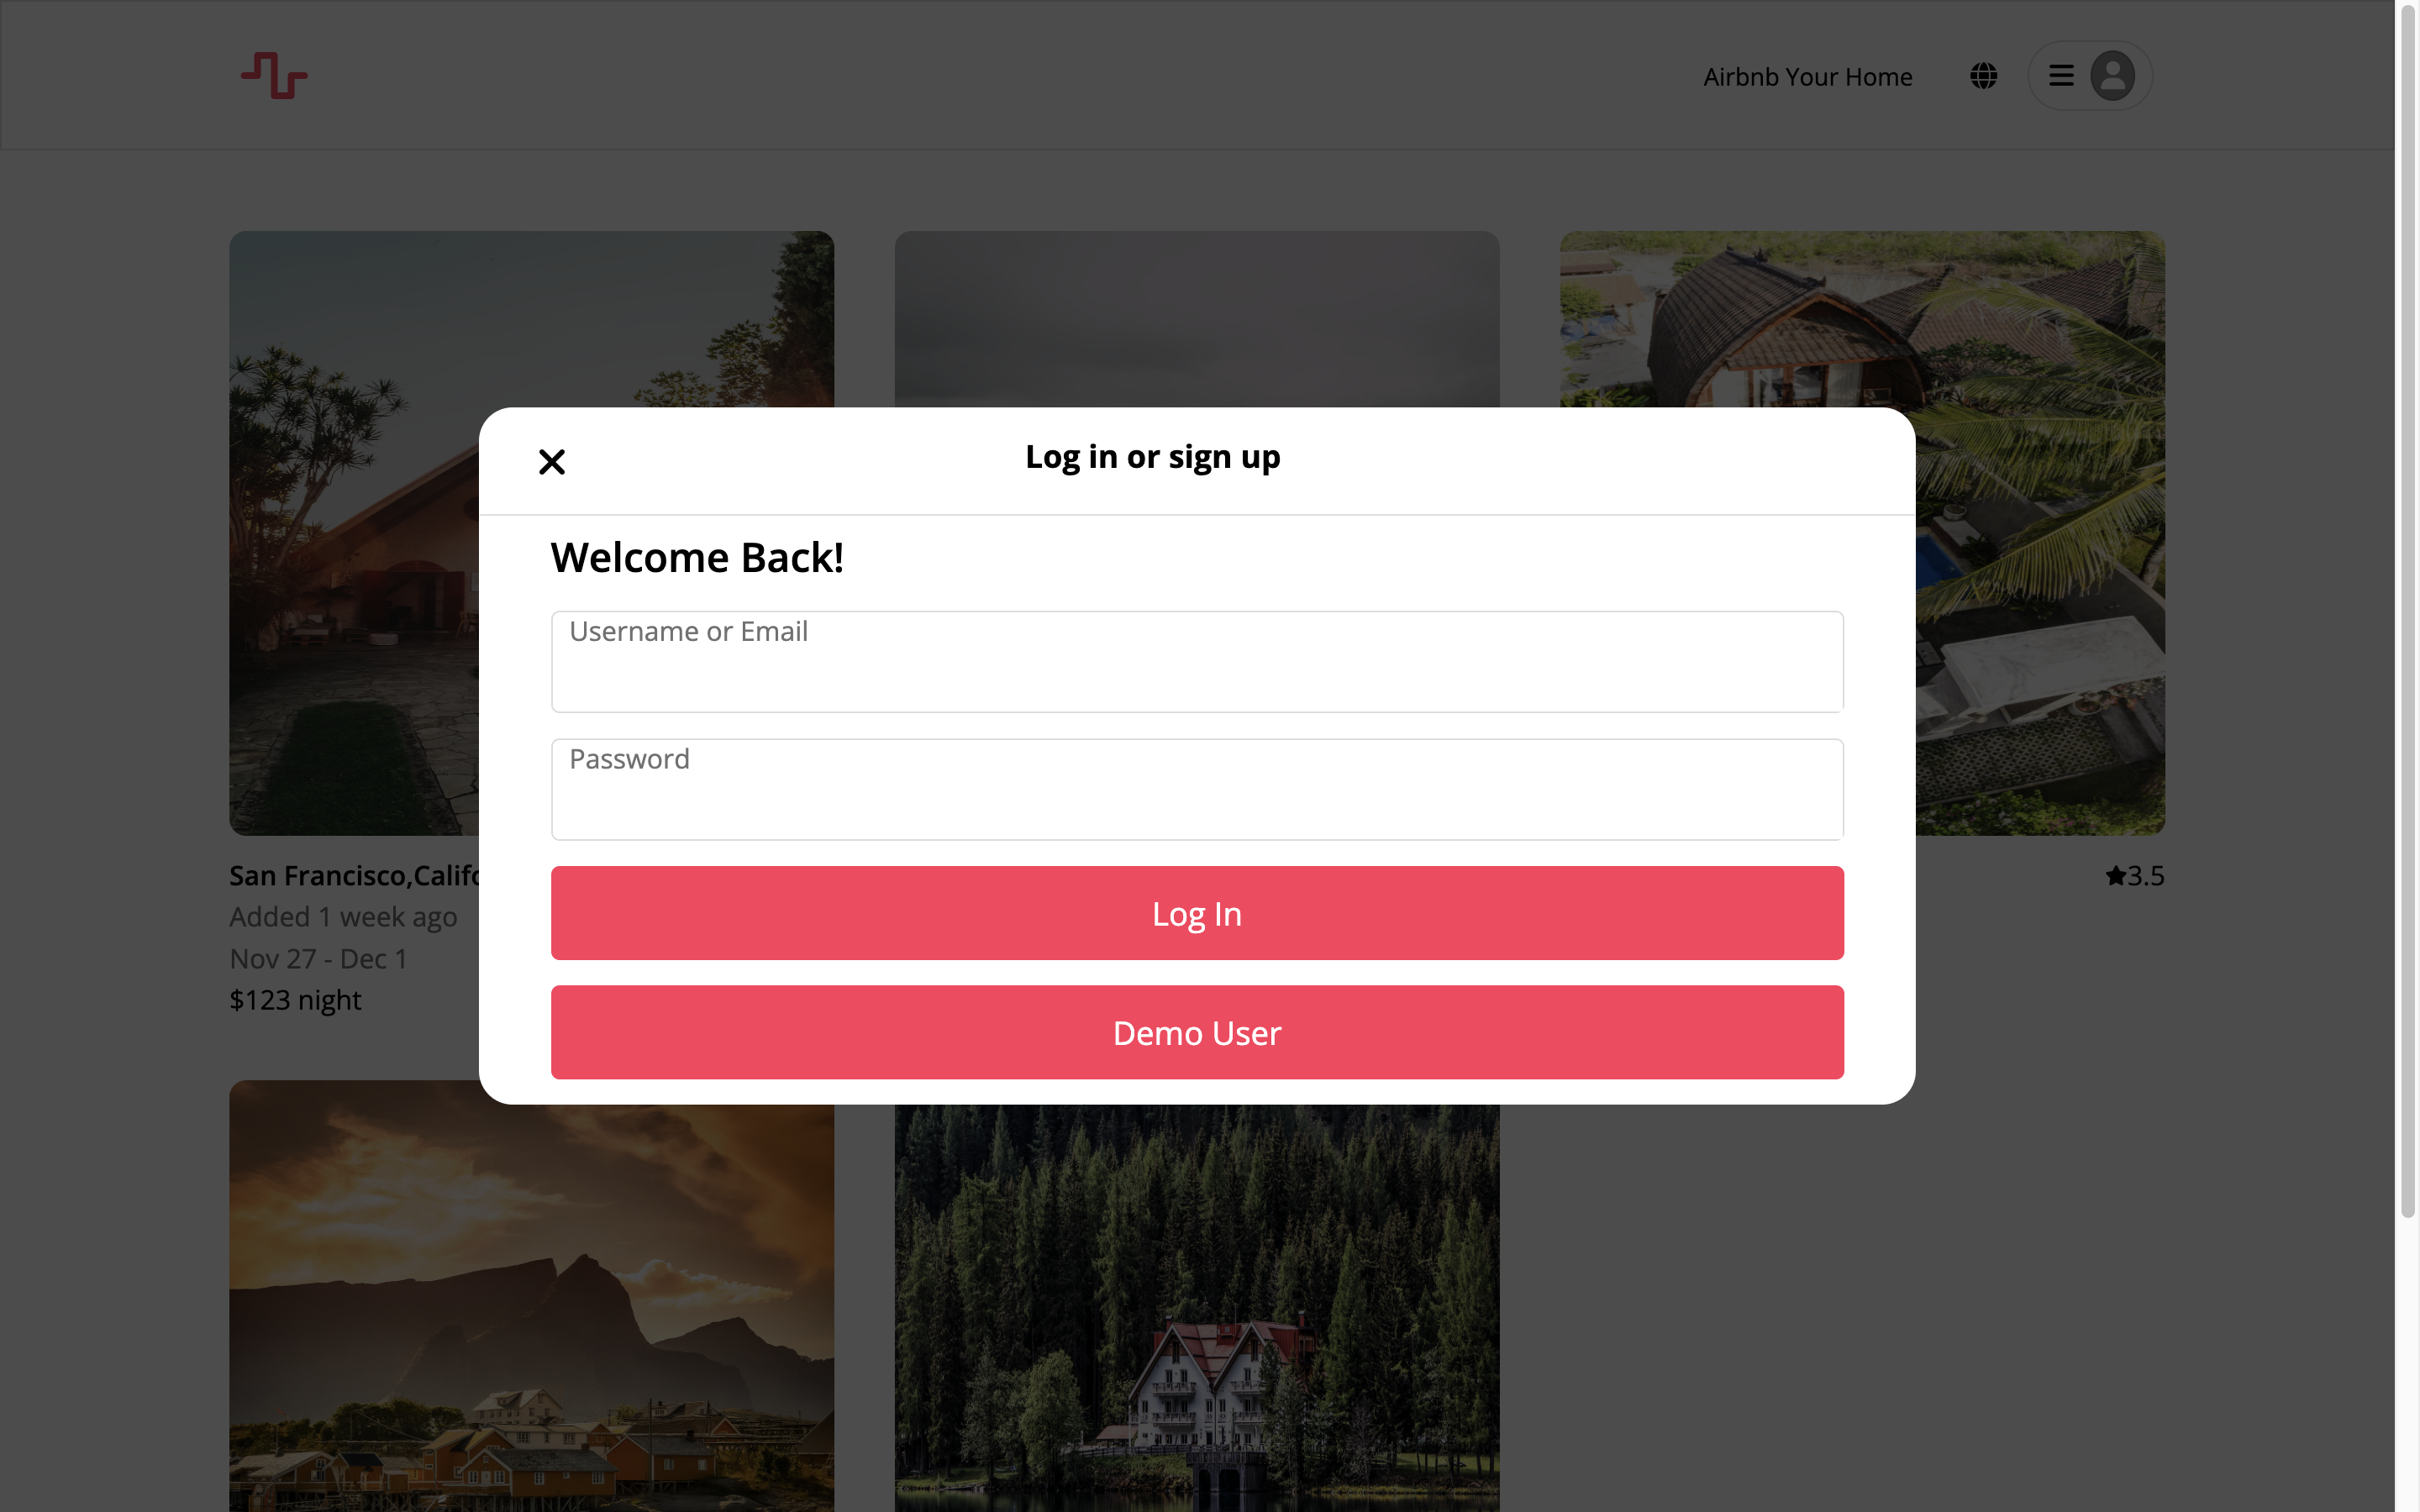 Airbnb Your Home
Log in or sign up
Welcome Back!
Username or Email
Password
Log In
Demo User
San Francisco,Califo
Added 1 week ago
Nov 27 - Dec 1
$123 night
3.5